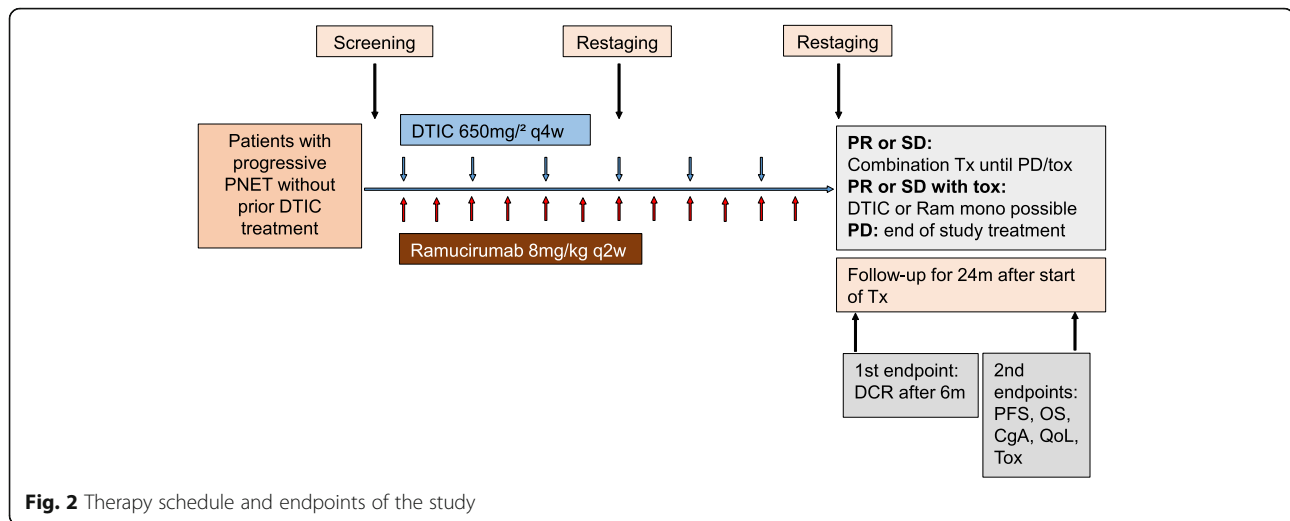 Screening
Restaging
Restaging
Patients with
progressive
PNET without
prior DTIC
treatment
DTIC 650mg/² q4w
Ramucirumab 8mg/kg q2w
PR or SD:
Combination Tx until PD/tox
PR or SD with tox:
DTIC or Ram mono possible
PD: end of study treatment
Follow-up for 24m after start
of Tx
1st endpoint:
DCR after 6m
2nd
endpoints:
PFS, OS,
CgA, QoL,
Tox
Fig. 2 Therapy schedule and endpoints of the study